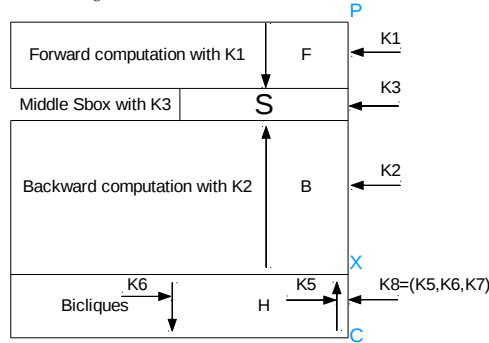 P
Forward computation with K1 F K1
Middle Sbox with K3 S K3
Backward computation with K2 B K2
X
K6 K5 K8=(K5,K6,K7)
Bicliques H
C